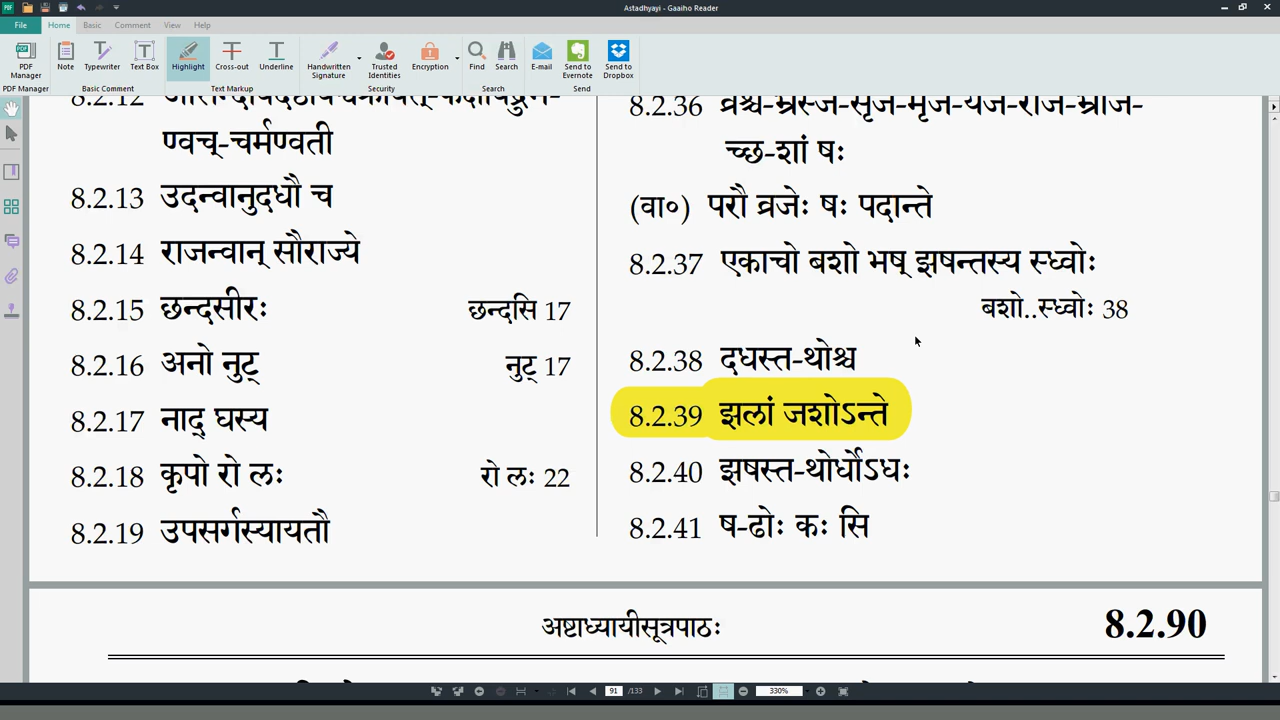 Astadhyayi - Gaaiho Reader
File Home Basic Comment View Help
PDF Manager Note Typewriter Text Box Highlight Cross-out Underline Handwritten Signature Trusted Identities Encryption Find Search E-mail Send to Evernote Send to Dropbox
PDF Manager Basic Comment Text Markup Security Search Send
8.2.12
ण्वच्-चर्मण्वती
8.2.13 उदन्वानुदधौ च
8.2.14 राजन्वान् सौराज्ये
8.2.15 छन्दसीरः छन्दसि 17
8.2.16 अनो नुट् नुट् 17
8.2.17 नाद् घस्य
8.2.18 कृपो रो लः रो लः 22
8.2.19 उपसर्गस्यायतौ
8.2.36 व्रश्च-भ्रस्ज-सृज-मृज-यज-राज-भ्राज-
च्छ-शां षः
(वा०) परौ व्रजेः षः पदान्ते
8.2.37 एकाचो बशो भष् झषन्तस्य स्ध्वोः
बशो..स्ध्वोः 38
8.2.38 दधस्त-थोश्च
8.2.39 झलां जशोऽन्ते
8.2.40 झषस्त-थोर्धोऽधः
8.2.41 ष-ढोः कः सि
अष्टाध्यायीसूत्रपाठः 8.2.90
91 /133 330%